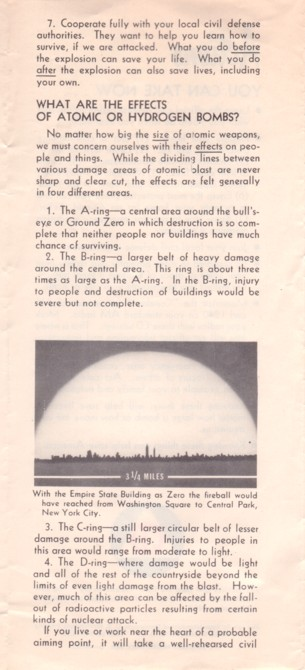 7. Cooperate fully with your local civil defense
authorities. They want to help you learn how to
survive, if we are attacked. What you do before
the explosion can save your life. What you do
after the explosion can also save lives, including
your own.
WHAT ARE THE EFFECTS
OF ATOMIC OR HYDROGEN BOMBS?
No matter how big the size of atomic weapons,
we must concern ourselves with their effects on peo-
ple and things. While the dividing lines between
various damage areas of atomic blast are never
sharp and clear cut, the effects are felt generally
in four different areas.
1. The A-ring—a central area around the bull's-
eye or Ground Zero in which destruction is so com-
plete that neither people nor buildings have much
chance of surviving.
2. The B-ring—a larger belt of heavy damage
around the central area. This ring is about three
times as large as the A-ring. In the B-ring, injury
to people and destruction of buildings would be
severe but not complete.
3 1/2 MILES
With the Empire State Building as Zero the fireball would
have reached from Washington Square to Central Park,
New York City.
3. The C-ring—a still larger circular belt of lesser
damage around the B-ring. Injuries to people in
this area would range from moderate to light.
4. The D-ring—where damage would be light
and all of the rest of the countryside beyond the
limits of even light damage from the blast. How-
ever, much of this area can be affected by the fall-
out of radioactive particles resulting from certain
kinds of nuclear attack.
If you live or work near the heart of a probable
aiming point, it will take a well-rehearsed civil